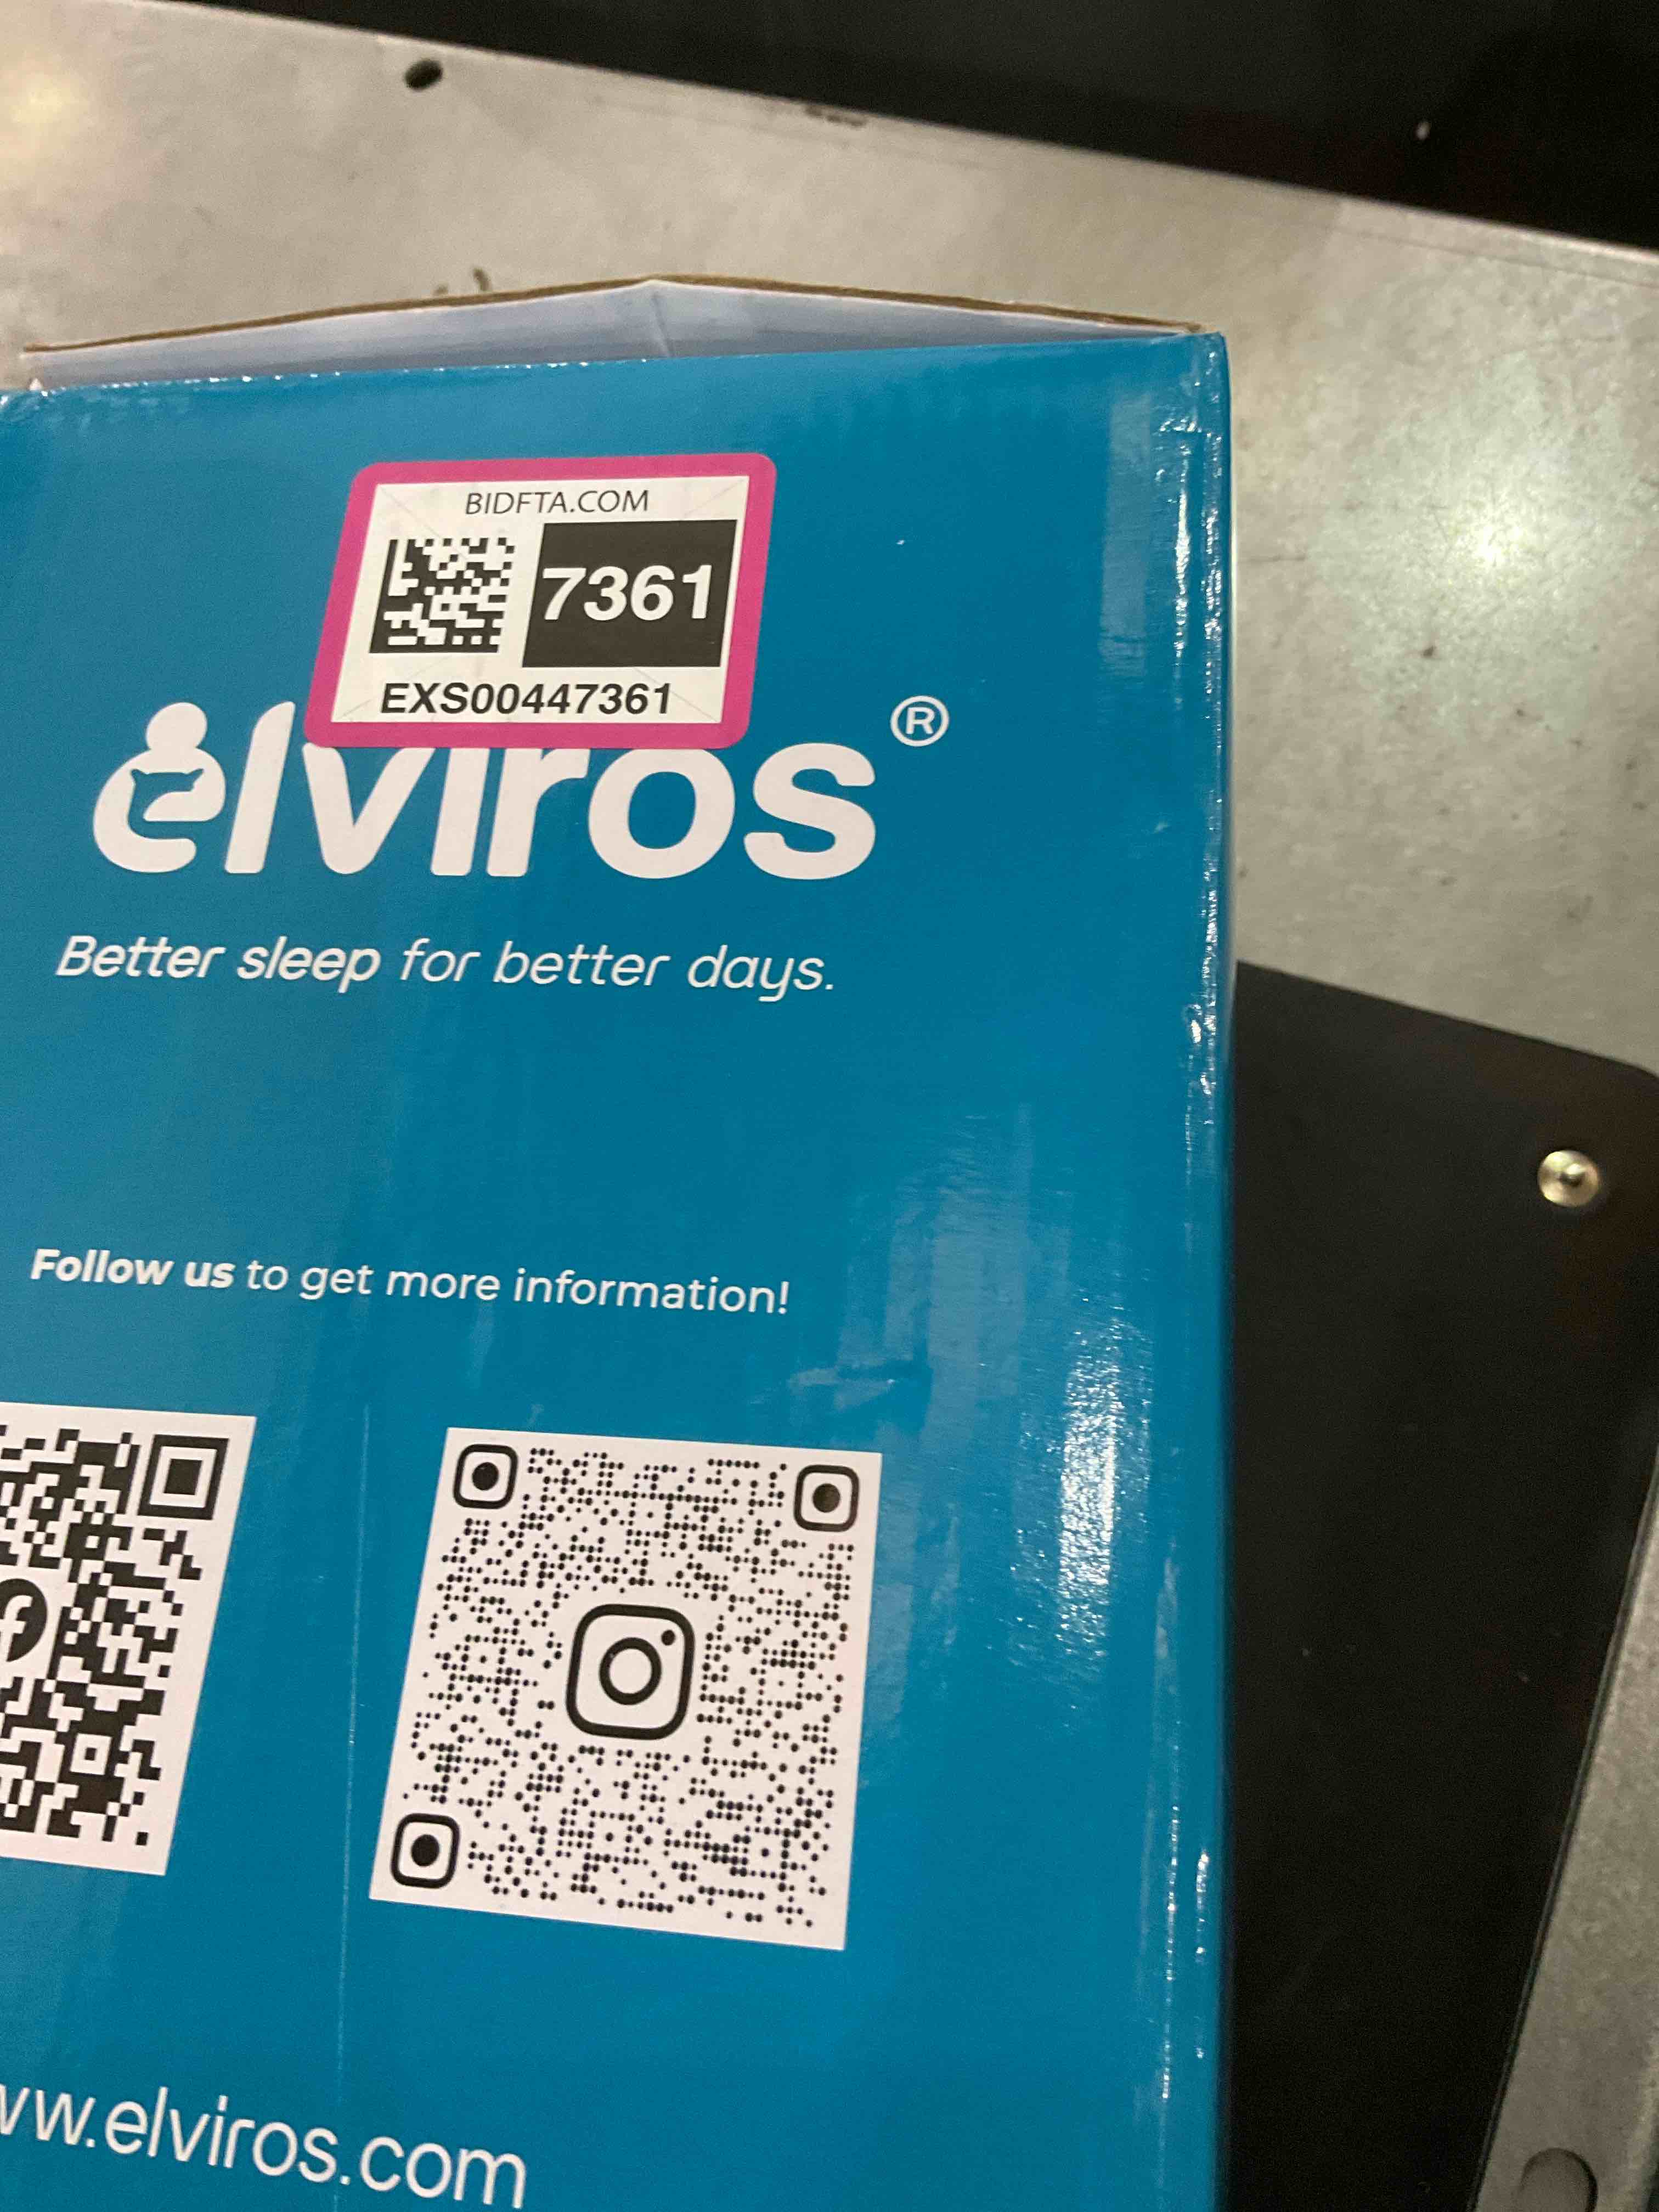 BIDFTA.COM
7361
EXS00447361
elviros®
Better sleep for better days.
Follow us to get more information!
ww.elviros.com